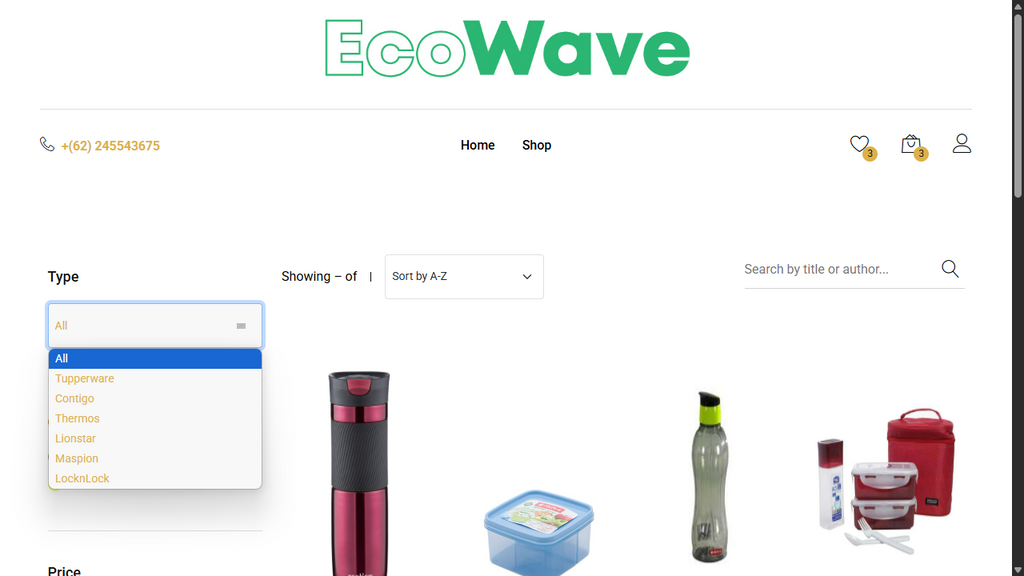 EcoWave
+(62) 245543675
Home
Shop
3
3
Type
Showing – of
|
Sort by A-Z
Search by title or author...
All
All
Tupperware
Contigo
Thermos
Lionstar
Maspion
LocknLock
Price